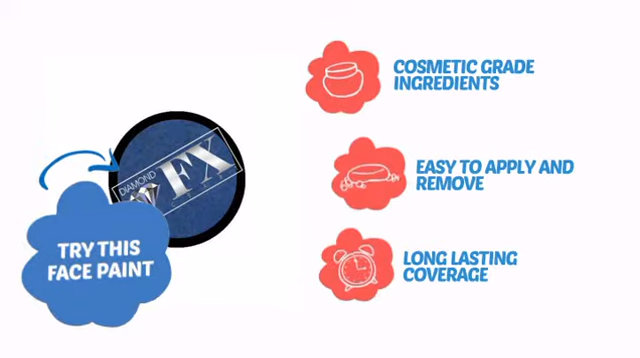 DIAMOND
FX
TRY THIS
FACE PAINT
COSMETIC GRADE
INGREDIENTS
EASY TO APPLY AND
REMOVE
LONG LASTING
COVERAGE